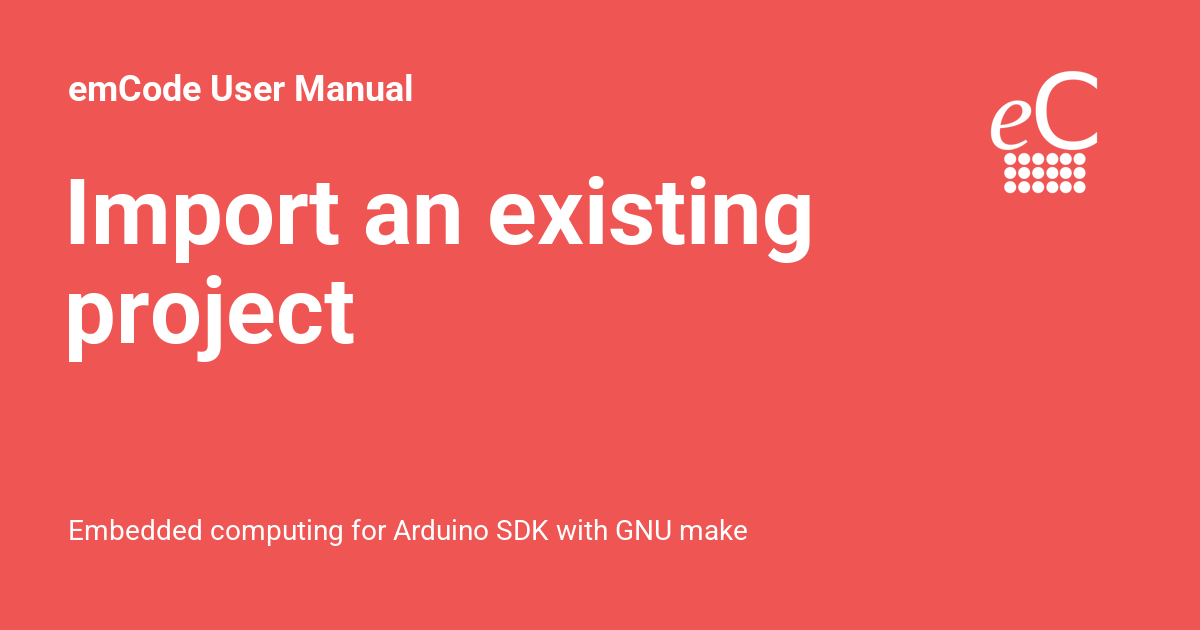 emCode User Manual
eC
Import an existing
project
Embedded computing for Arduino SDK with GNU make